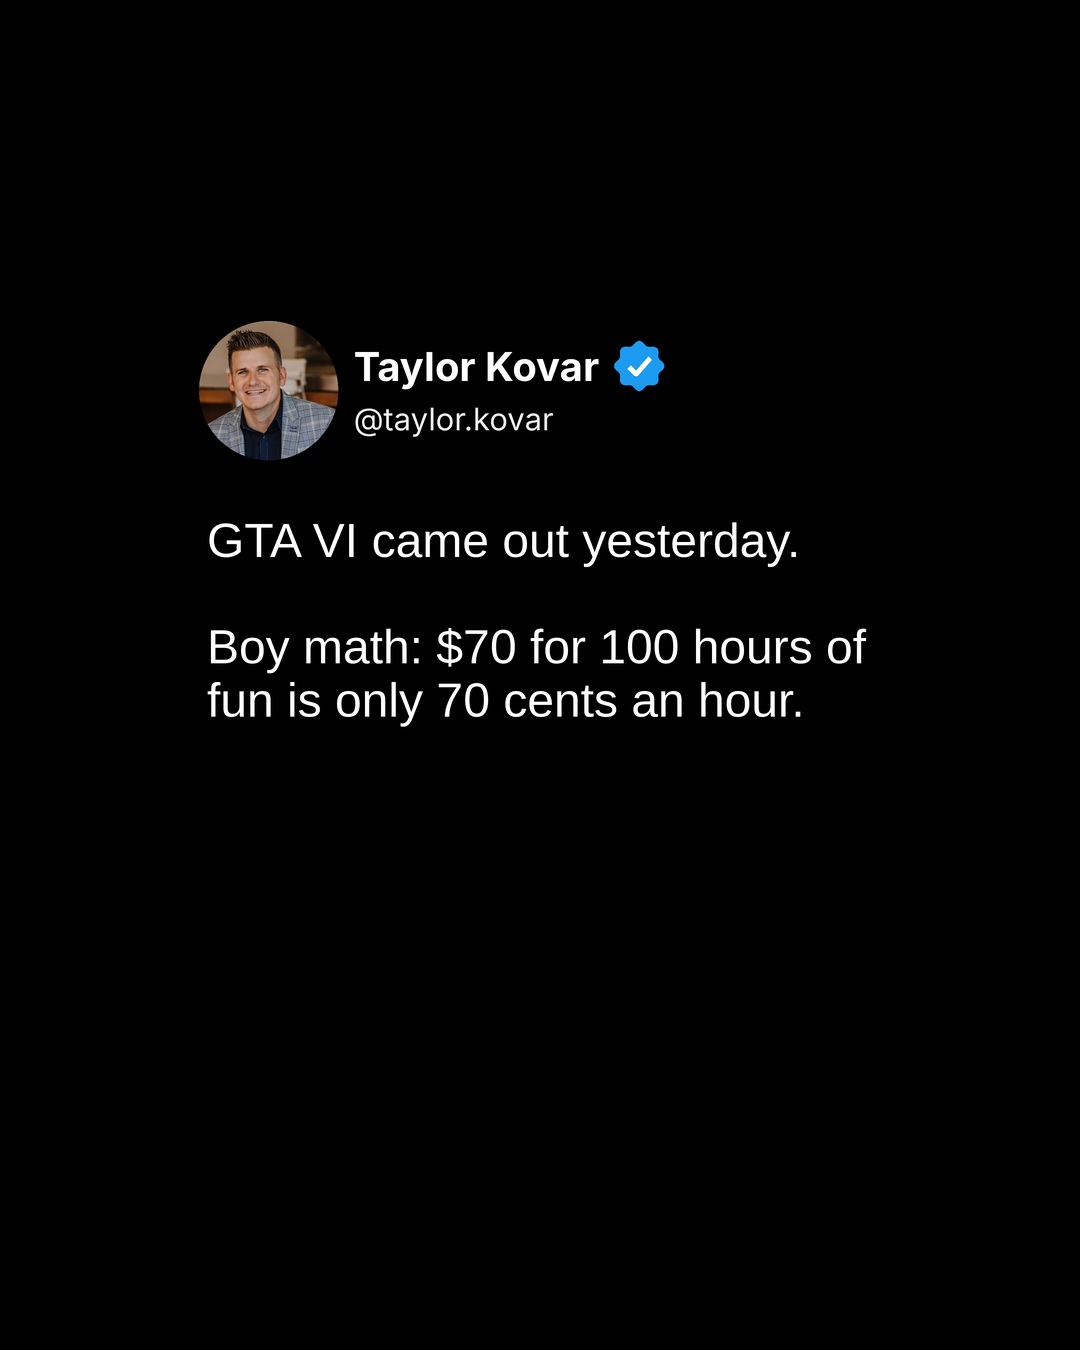 Taylor Kovar
@taylor.kovar
GTA VI came out yesterday.
Boy math: $70 for 100 hours of
fun is only 70 cents an hour.